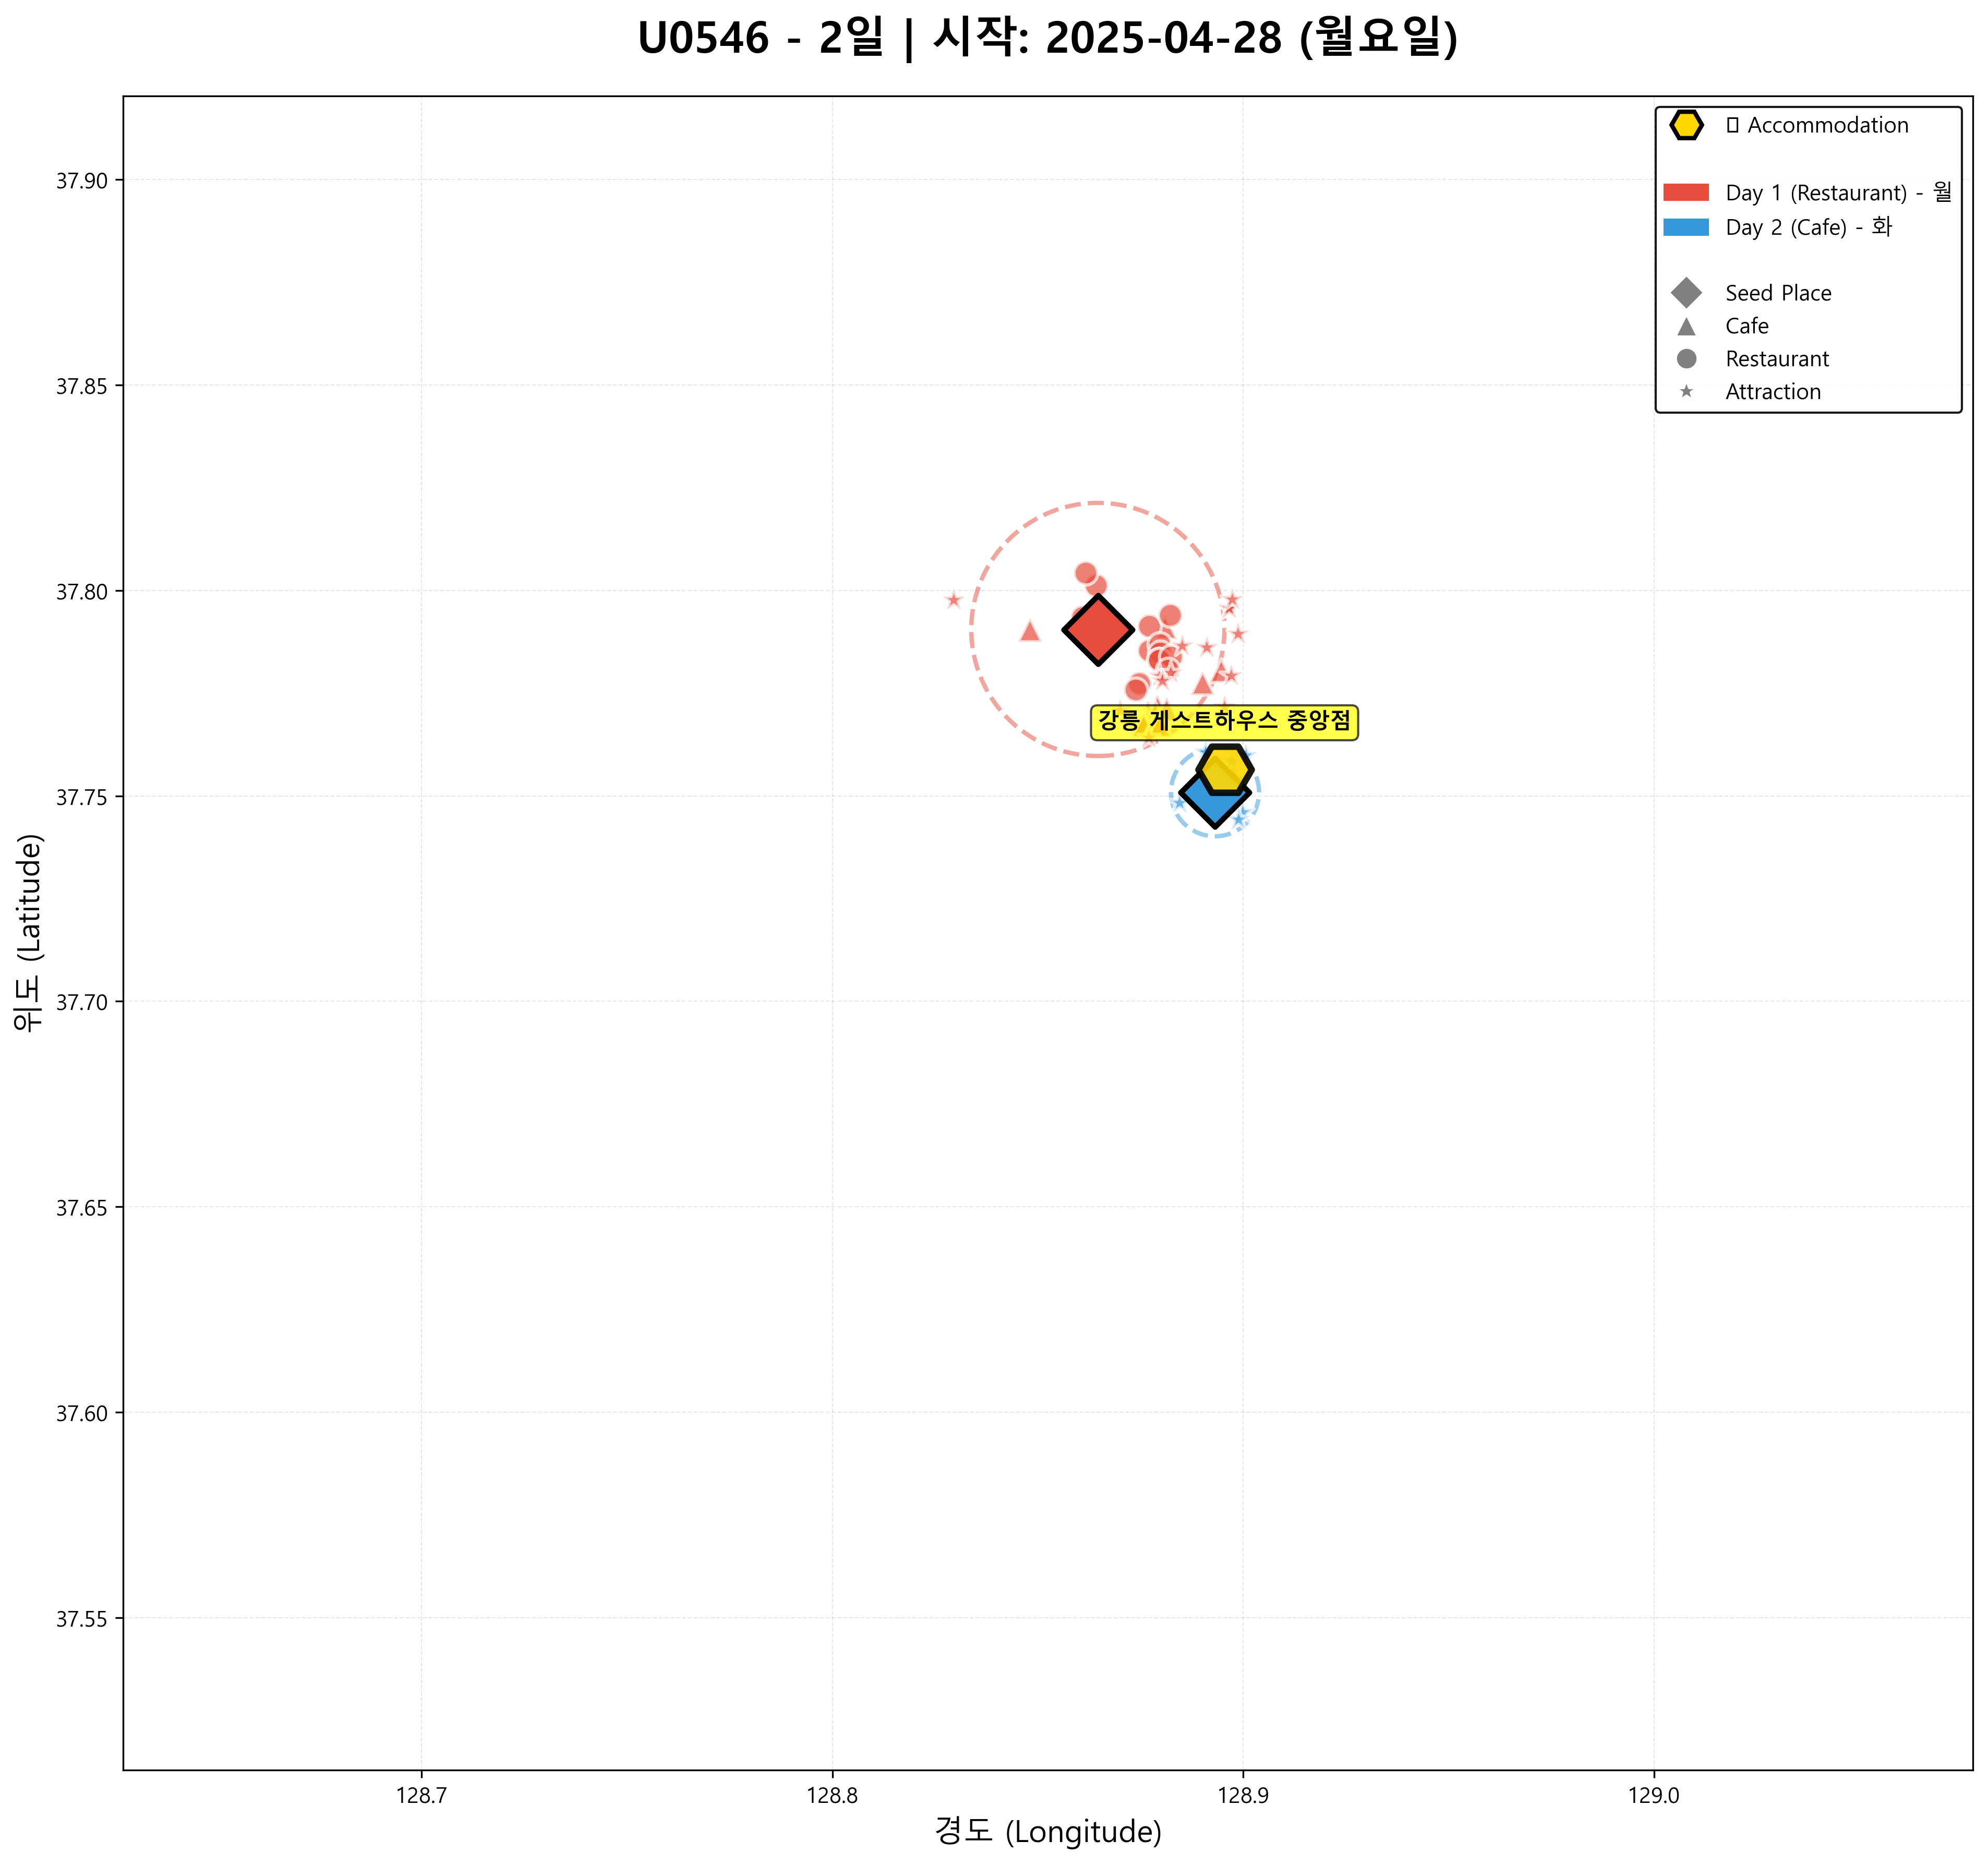 U0546 - 2일 | 시작: 2025-04-28 (월요일)
Accommodation
Day 1 (Restaurant) - 월
Day 2 (Cafe) - 화
Seed Place
Cafe
Restaurant
Attraction
37.90
37.85
37.80
37.75
37.70
37.65
37.60
37.55
강릉 게스트하우스 중앙점
위도 (Latitude)
128.7
128.8
128.9
129.0
경도 (Longitude)